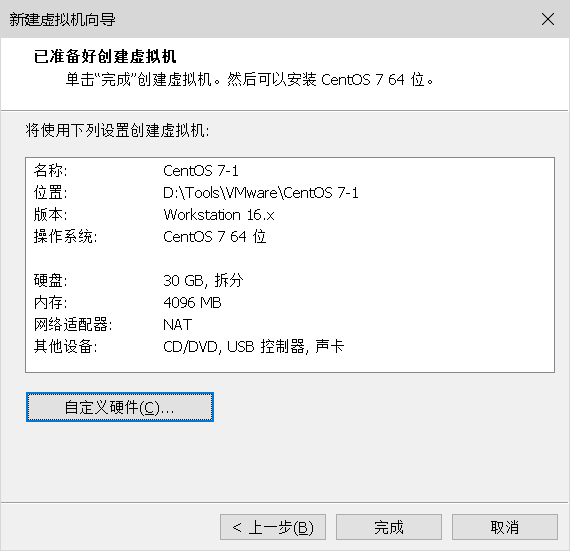 新建虚拟机向导
已准备好创建虚拟机
单击“完成”创建虚拟机。然后可以安装 CentOS 7 64 位。
将使用下列设置创建虚拟机:
名称: CentOS 7-1
位置: D:\Tools\VMware\CentOS 7-1
版本: Workstation 16.x
操作系统: CentOS 7 64 位
硬盘: 30 GB, 拆分
内存: 4096 MB
网络适配器: NAT
其他设备: CD/DVD, USB 控制器, 声卡
自定义硬件(C)...
< 上一步(B) 完成 取消